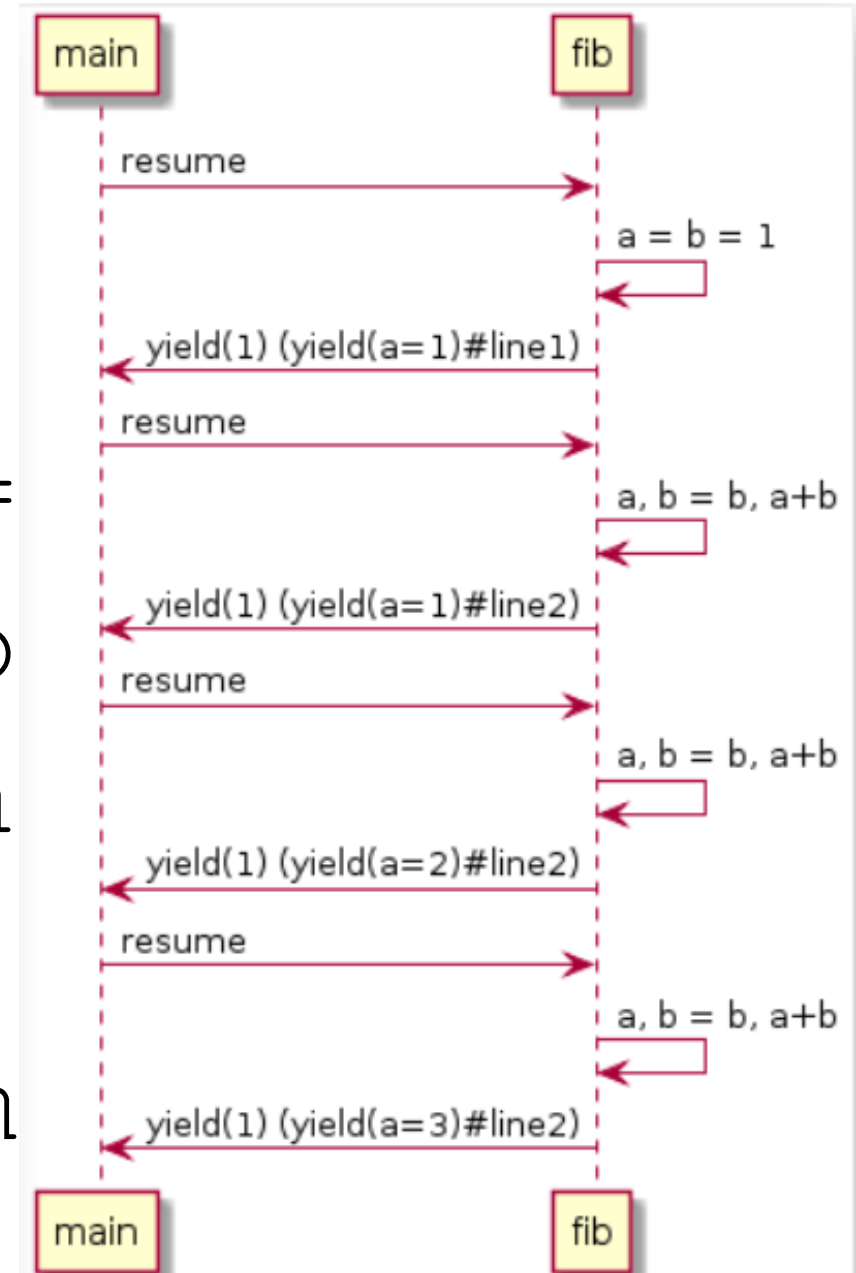 main fib
resume
a = b = 1
yield(1) (yield(a=1)#line1)
resume
a, b = b, a+b
yield(1) (yield(a=1)#line2)
resume
a, b = b, a+b
yield(1) (yield(a=2)#line2)
resume
a, b = b, a+b
yield(1) (yield(a=3)#line2)
main fib